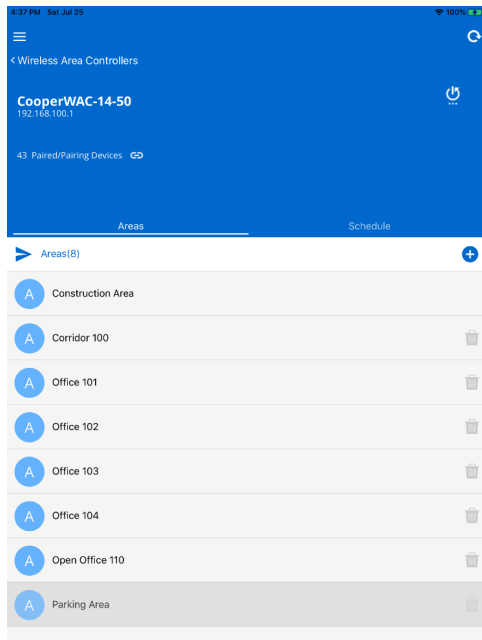 4:37 PM Sat Jul 25 100%
< Wireless Area Controllers
CooperWAC-14-50
192.168.100.1
43 Paired/Pairing Devices
Areas Schedule
Areas(8)
A Construction Area
A Corridor 100
A Office 101
A Office 102
A Office 103
A Office 104
A Open Office 110
A Parking Area